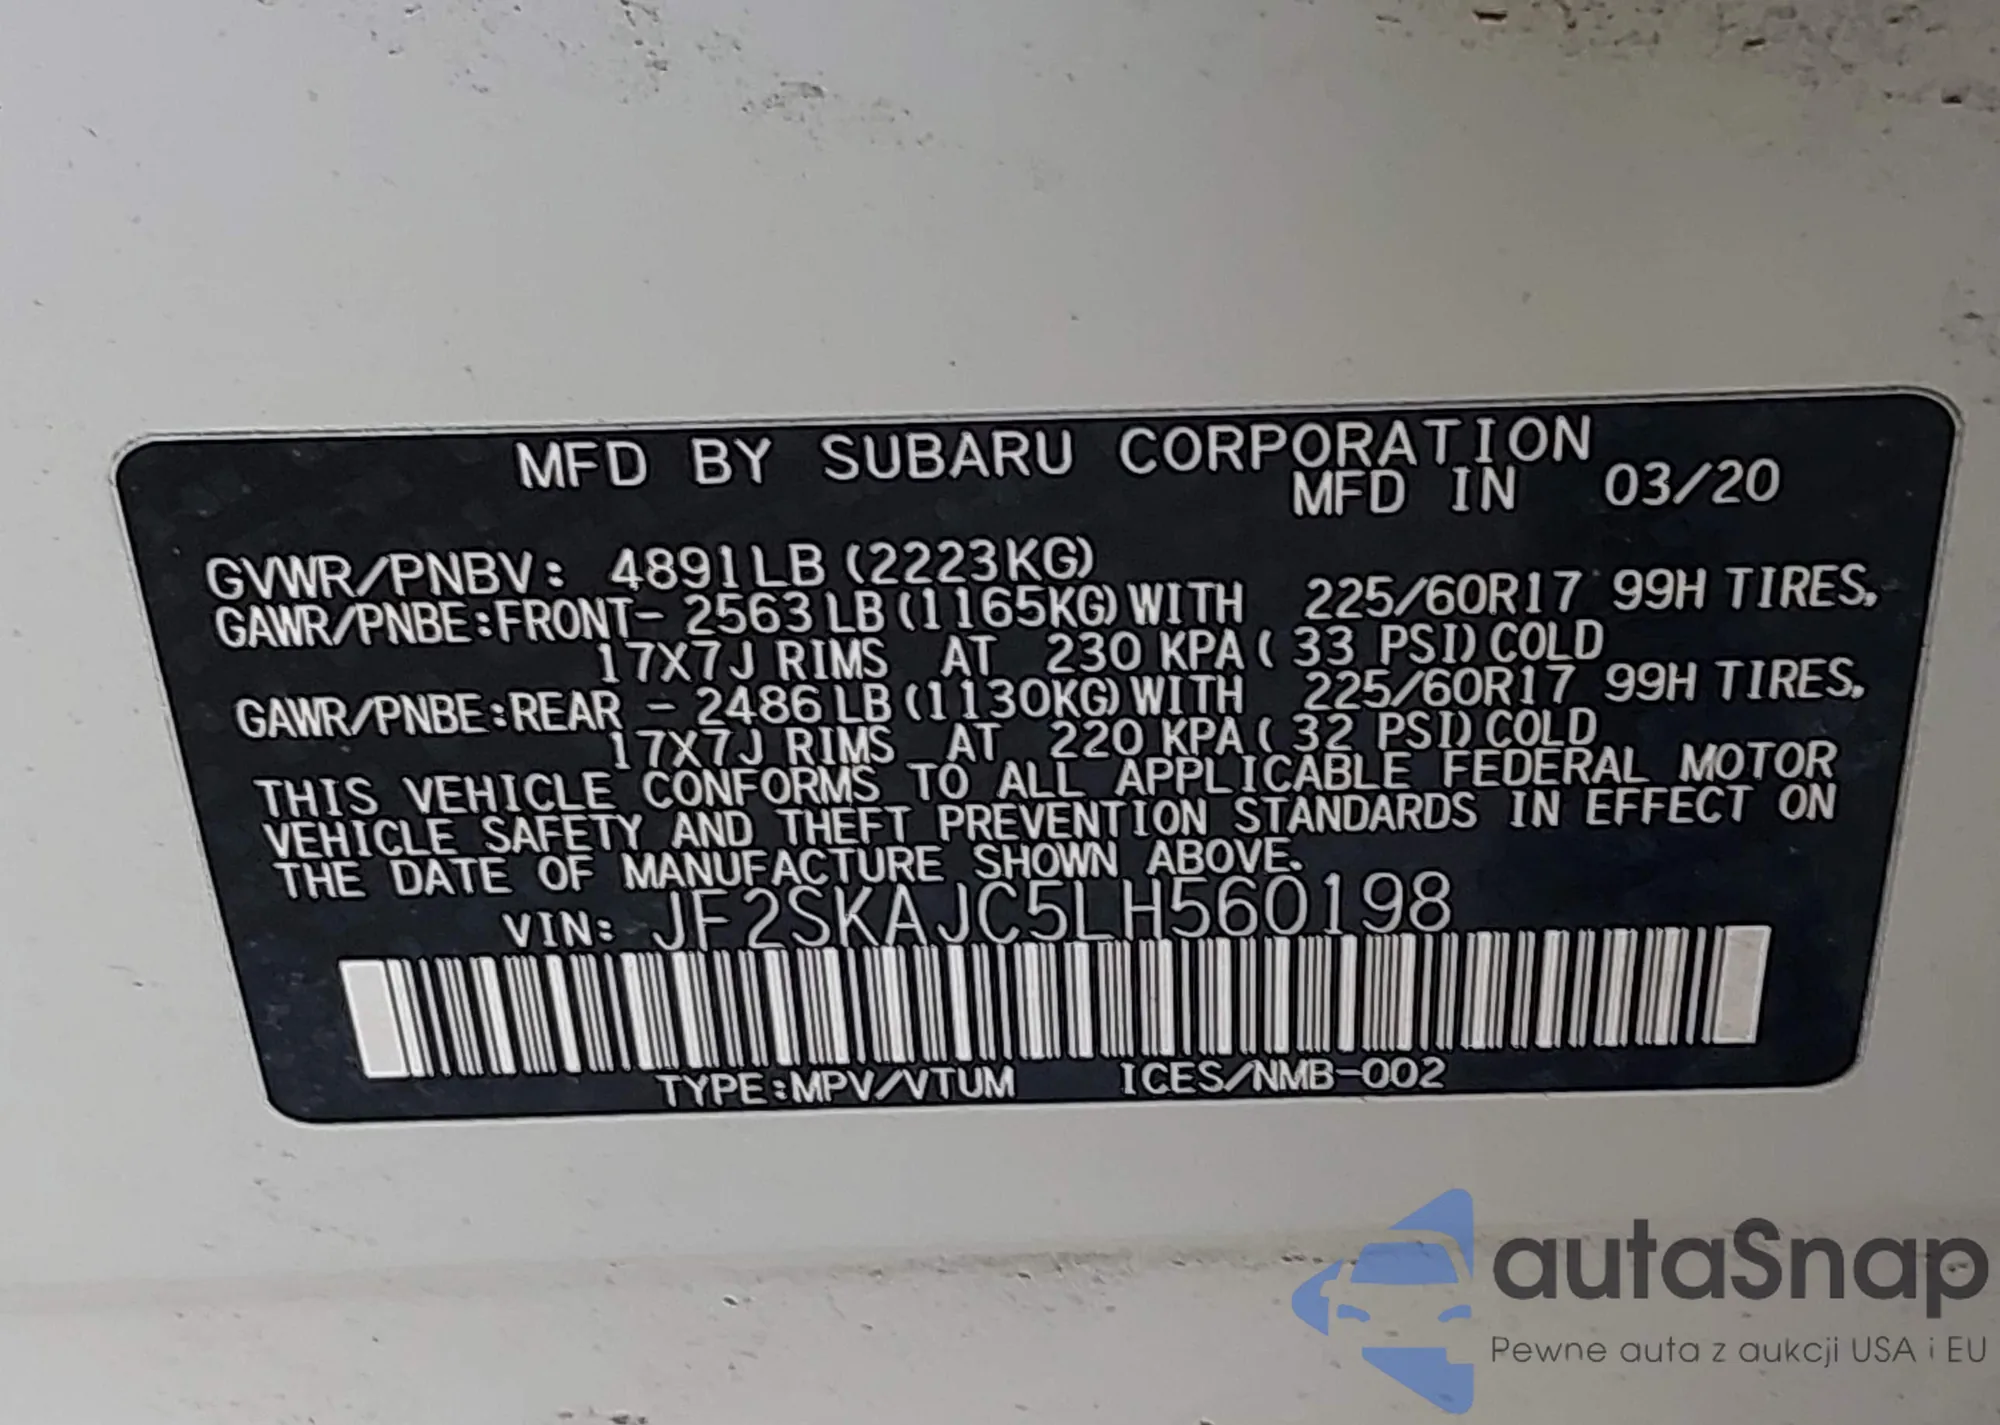 MFD BY SUBARU CORPORATION
MFD IN 03/20
GVWR/PNBV: 4891LB (2223KG)
GAWR/PNBE:FRONT- 2563LB(1165KG)WITH 225/60R17 99H TIRES,
17X7J RIMS AT 230 KPA( 33 PSI)COLD
GAWR/PNBE:REAR - 2486LB(1130KG)WITH 225/60R17 99H TIRES,
17X7J RIMS AT 220 KPA( 32 PSI)COLD
THIS VEHICLE CONFORMS TO ALL APPLICABLE FEDERAL MOTOR
VEHICLE SAFETY AND THEFT PREVENTION STANDARDS IN EFFECT ON
THE DATE OF MANUFACTURE SHOWN ABOVE.
VIN: JF2SKAJC5LH560198
TYPE:MPV/VTUM ICES/NMB-002
autaSnap
Pewne auta z aukcji USA i EU